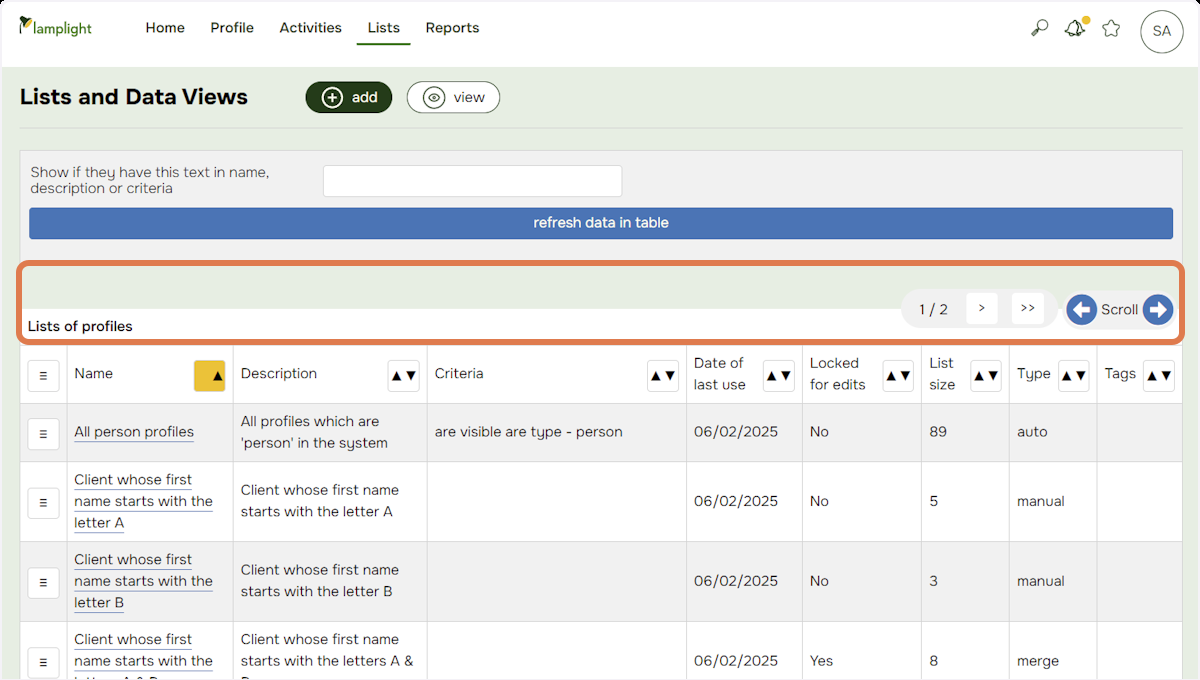 lamplight
Home Profile Activities Lists Reports
SA
Lists and Data Views
add
view
Show if they have this text in name,
description or criteria
refresh data in table
1 / 2 > >> Scroll
Lists of profiles
Name ▲ Description ▲▼ Criteria ▲▼ Date of
last use ▲▼ Locked
for edits ▲▼ List
size ▲▼ Type ▲▼ Tags ▲▼
All person profiles
All profiles which are
'person' in the system
are visible are type - person
06/02/2025
No
89
auto
Client whose first
name starts with the
letter A
Client whose first name
starts with the letter A
06/02/2025
No
5
manual
Client whose first
name starts with the
letter B
Client whose first name
starts with the letter B
06/02/2025
No
3
manual
Client whose first
name starts with the
Client whose first name
starts with the letters A &
06/02/2025
Yes
8
merge